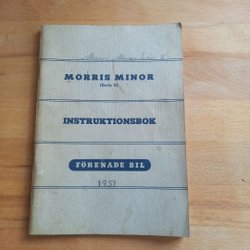 MORRIS MINOR
(Serie II)
INSTRUKTIONSBOK
FÖRENADE BIL
1951